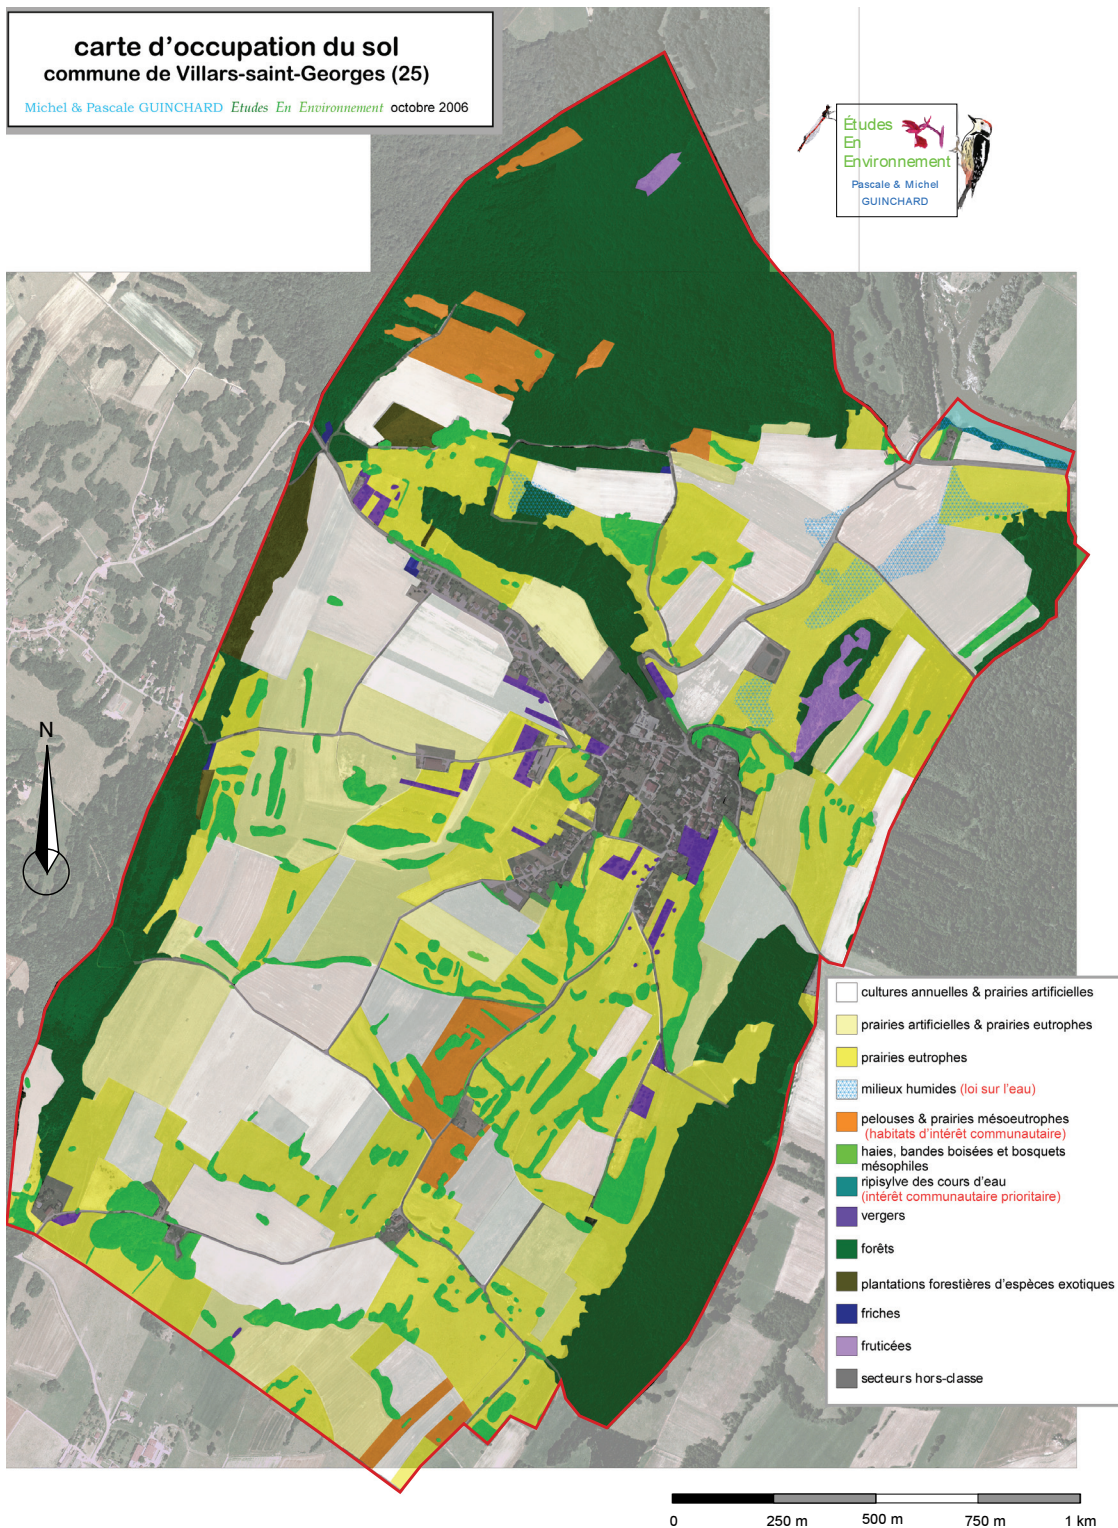 carte d'occupation du sol
commune de Villars-saint-Georges (25)
Michel & Pascale GUINCHARD Etudes En Environnement octobre 2006
Études
En
Environnement
Pascale & Michel
GUINCHARD
N
cultures annuelles & prairies artificielles
prairies artificielles & prairies eutrophes
prairies eutrophes
milieux humides (loi sur l'eau)
pelouses & prairies mésoeutrophes
(habitats d'intérêt communautaire)
haies, bandes boisées et bosquets
mésophiles
ripisylve des cours d'eau
(intérêt communautaire prioritaire)
vergers
forêts
plantations forestières d'espèces exotiques
friches
fruticées
secteurs hors-classe
0 250 m 500 m 750 m 1 km